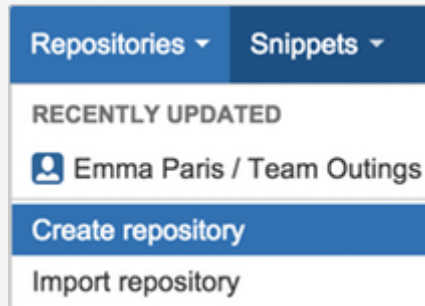 Repositories Snippets
RECENTLY UPDATED
Emma Paris / Team Outings
Create repository
Import repository